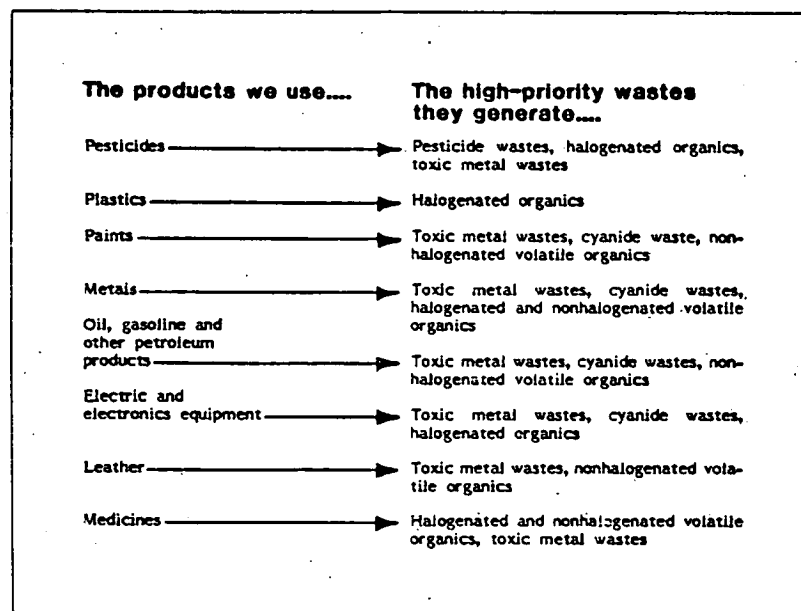 The products we use....
The high-priority wastes
they generate....
Pesticides
Pesticide wastes, halogenated organics,
toxic metal wastes
Plastics
Halogenated organics
Paints
Toxic metal wastes, cyanide waste, non-
halogenated volatile organics
Metals
Toxic metal wastes, cyanide wastes,
halogenated and nonhalogenated volatile
organics
Oil, gasoline and
other petroleum
products
Toxic metal wastes, cyanide wastes, non-
halogenated volatile organics
Electric and
electronics equipment
Toxic metal wastes, cyanide wastes,
halogenated organics
Leather
Toxic metal wastes, nonhalogenated vola-
tile organics
Medicines
Halogenated and nonhalogenated volatile
organics, toxic metal wastes